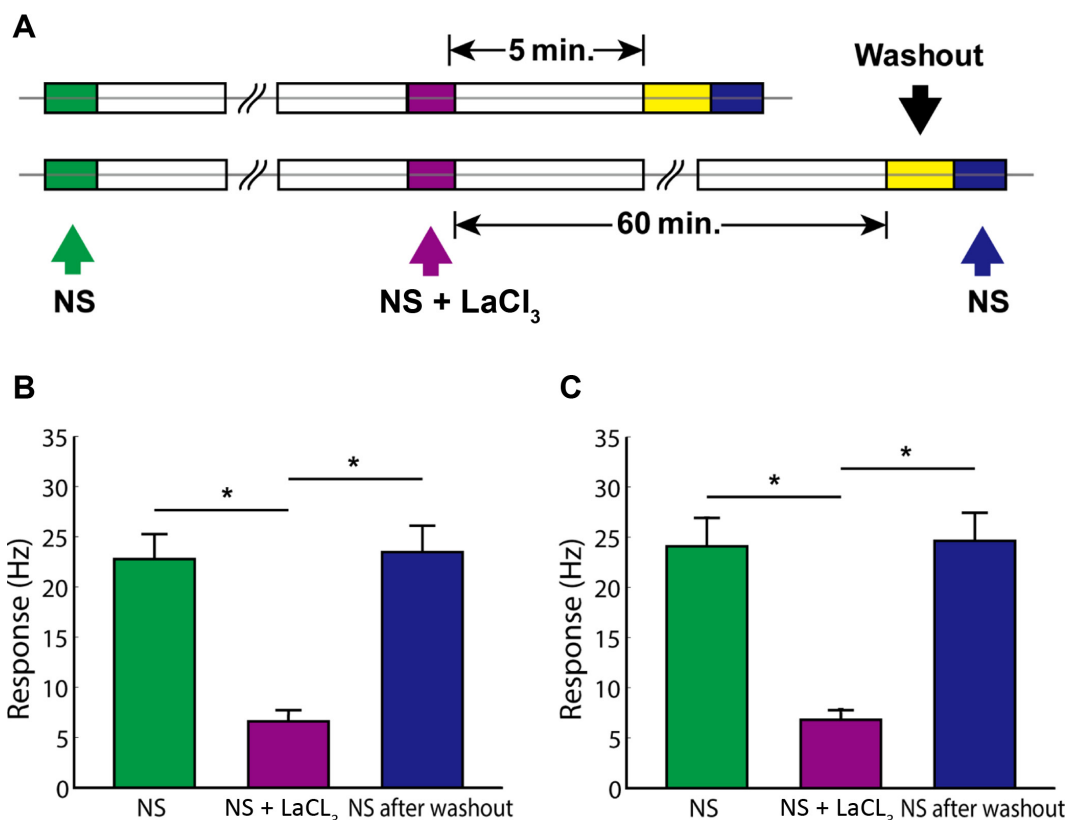 A
5 min.
Washout
60 min.
NS
NS + LaCl₃
NS
B
C
Response (Hz)
35
30
25
20
15
10
5
0
*
*
NS
NS + LaCL₃
NS after washout
Response (Hz)
35
30
25
20
15
10
5
0
*
*
NS
NS + LaCL₃
NS after washout